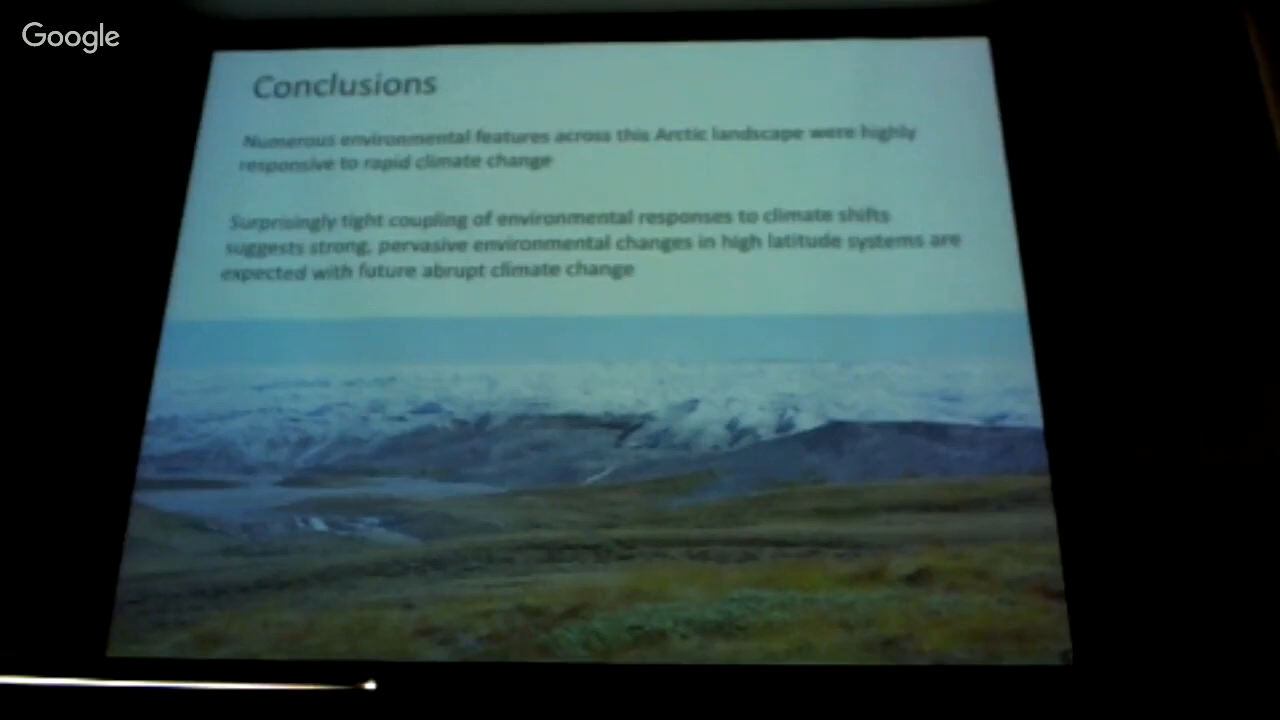 Google
Conclusions
Numerous environmental features across this Arctic landscape were highly
responsive to rapid climate change
Surprisingly tight coupling of environmental responses to climate shifts
suggests strong, pervasive environmental changes in high latitude systems are
expected with future abrupt climate change